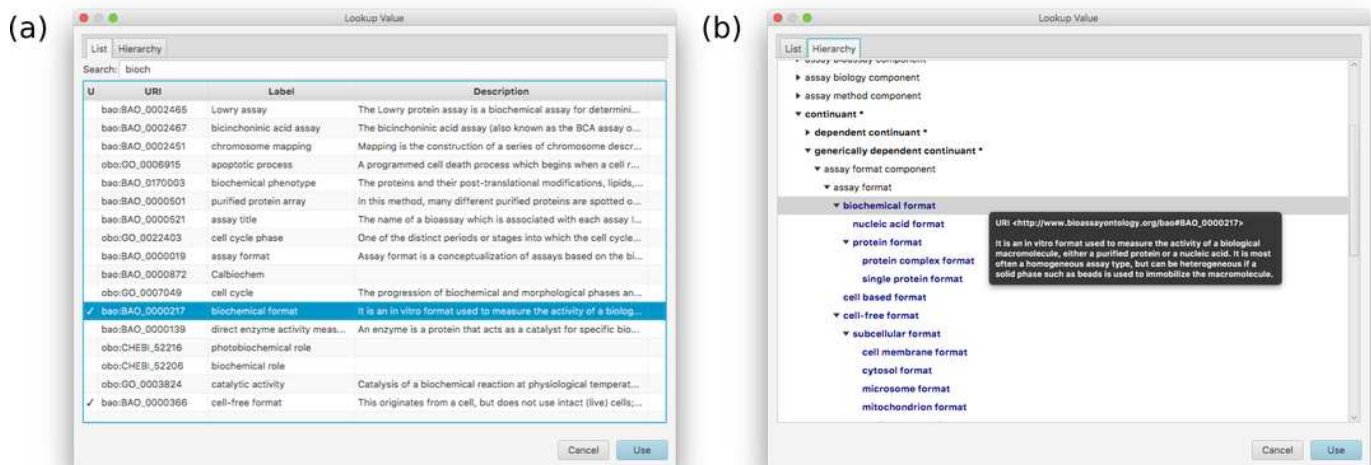 (a)
Lookup Value
List Hierarchy
Search: bioch
U URI Label Description
bao:BAO_0002465 Lowry assay The Lowry protein assay is a biochemical assay for determini...
bao:BAO_0002467 bicinchoninic acid assay The bicinchoninic acid assay (also known as the BCA assay o...
bao:BAO_0002451 chromosome mapping Mapping is the construction of a series of chromosome descr...
obo:GO_0006915 apoptotic process A programmed cell death process which begins when a cell r...
bao:BAO_0170003 biochemical phenotype The proteins and their post-translational modifications, lipids,...
bao:BAO_0000501 purified protein array In this method, many different purified proteins are spotted o...
bao:BAO_0000521 assay title The name of a bioassay which is associated with each assay I...
obo:GO_0022403 cell cycle phase One of the distinct periods or stages into which the cell cycle...
bao:BAO_0000019 assay format Assay format is a conceptualization of assays based on the bi...
bao:BAO_0000872 Calbiochem
obo:GO_0007049 cell cycle The progression of biochemical and morphological phases an...
✓ bao:BAO_0000217 biochemical format It is an in vitro format used to measure the activity of a biolog...
bao:BAO_0000139 direct enzyme activity meas... An enzyme is a protein that acts as a catalyst for specific bio...
obo:CHEBI_52216 photobiochemical role
obo:CHEBI_52206 biochemical role
obo:GO_0003824 catalytic activity Catalysis of a biochemical reaction at physiological temperat...
✓ bao:BAO_0000366 cell-free format This originates from a cell, but does not use intact (live) cells;...
Cancel Use
(b)
Lookup Value
List Hierarchy
assay bioassay component
assay biology component
assay method component
continuant *
dependent continuant *
generically dependent continuant *
assay format component
assay format
biochemical format
nucleic acid format
protein format
protein complex format
single protein format
cell based format
cell-free format
subcellular format
cell membrane format
cytosol format
microsome format
mitochondrion format
URI <http://www.bioassayontology.org/bao#BAO_0000217>
It is an in vitro format used to measure the activity of a biological
macromolecule, either a purified protein or a nucleic acid. It is most
often a homogeneous assay type, but can be heterogeneous if a
solid phase such as beads is used to immobilize the macromolecule.
Cancel Use